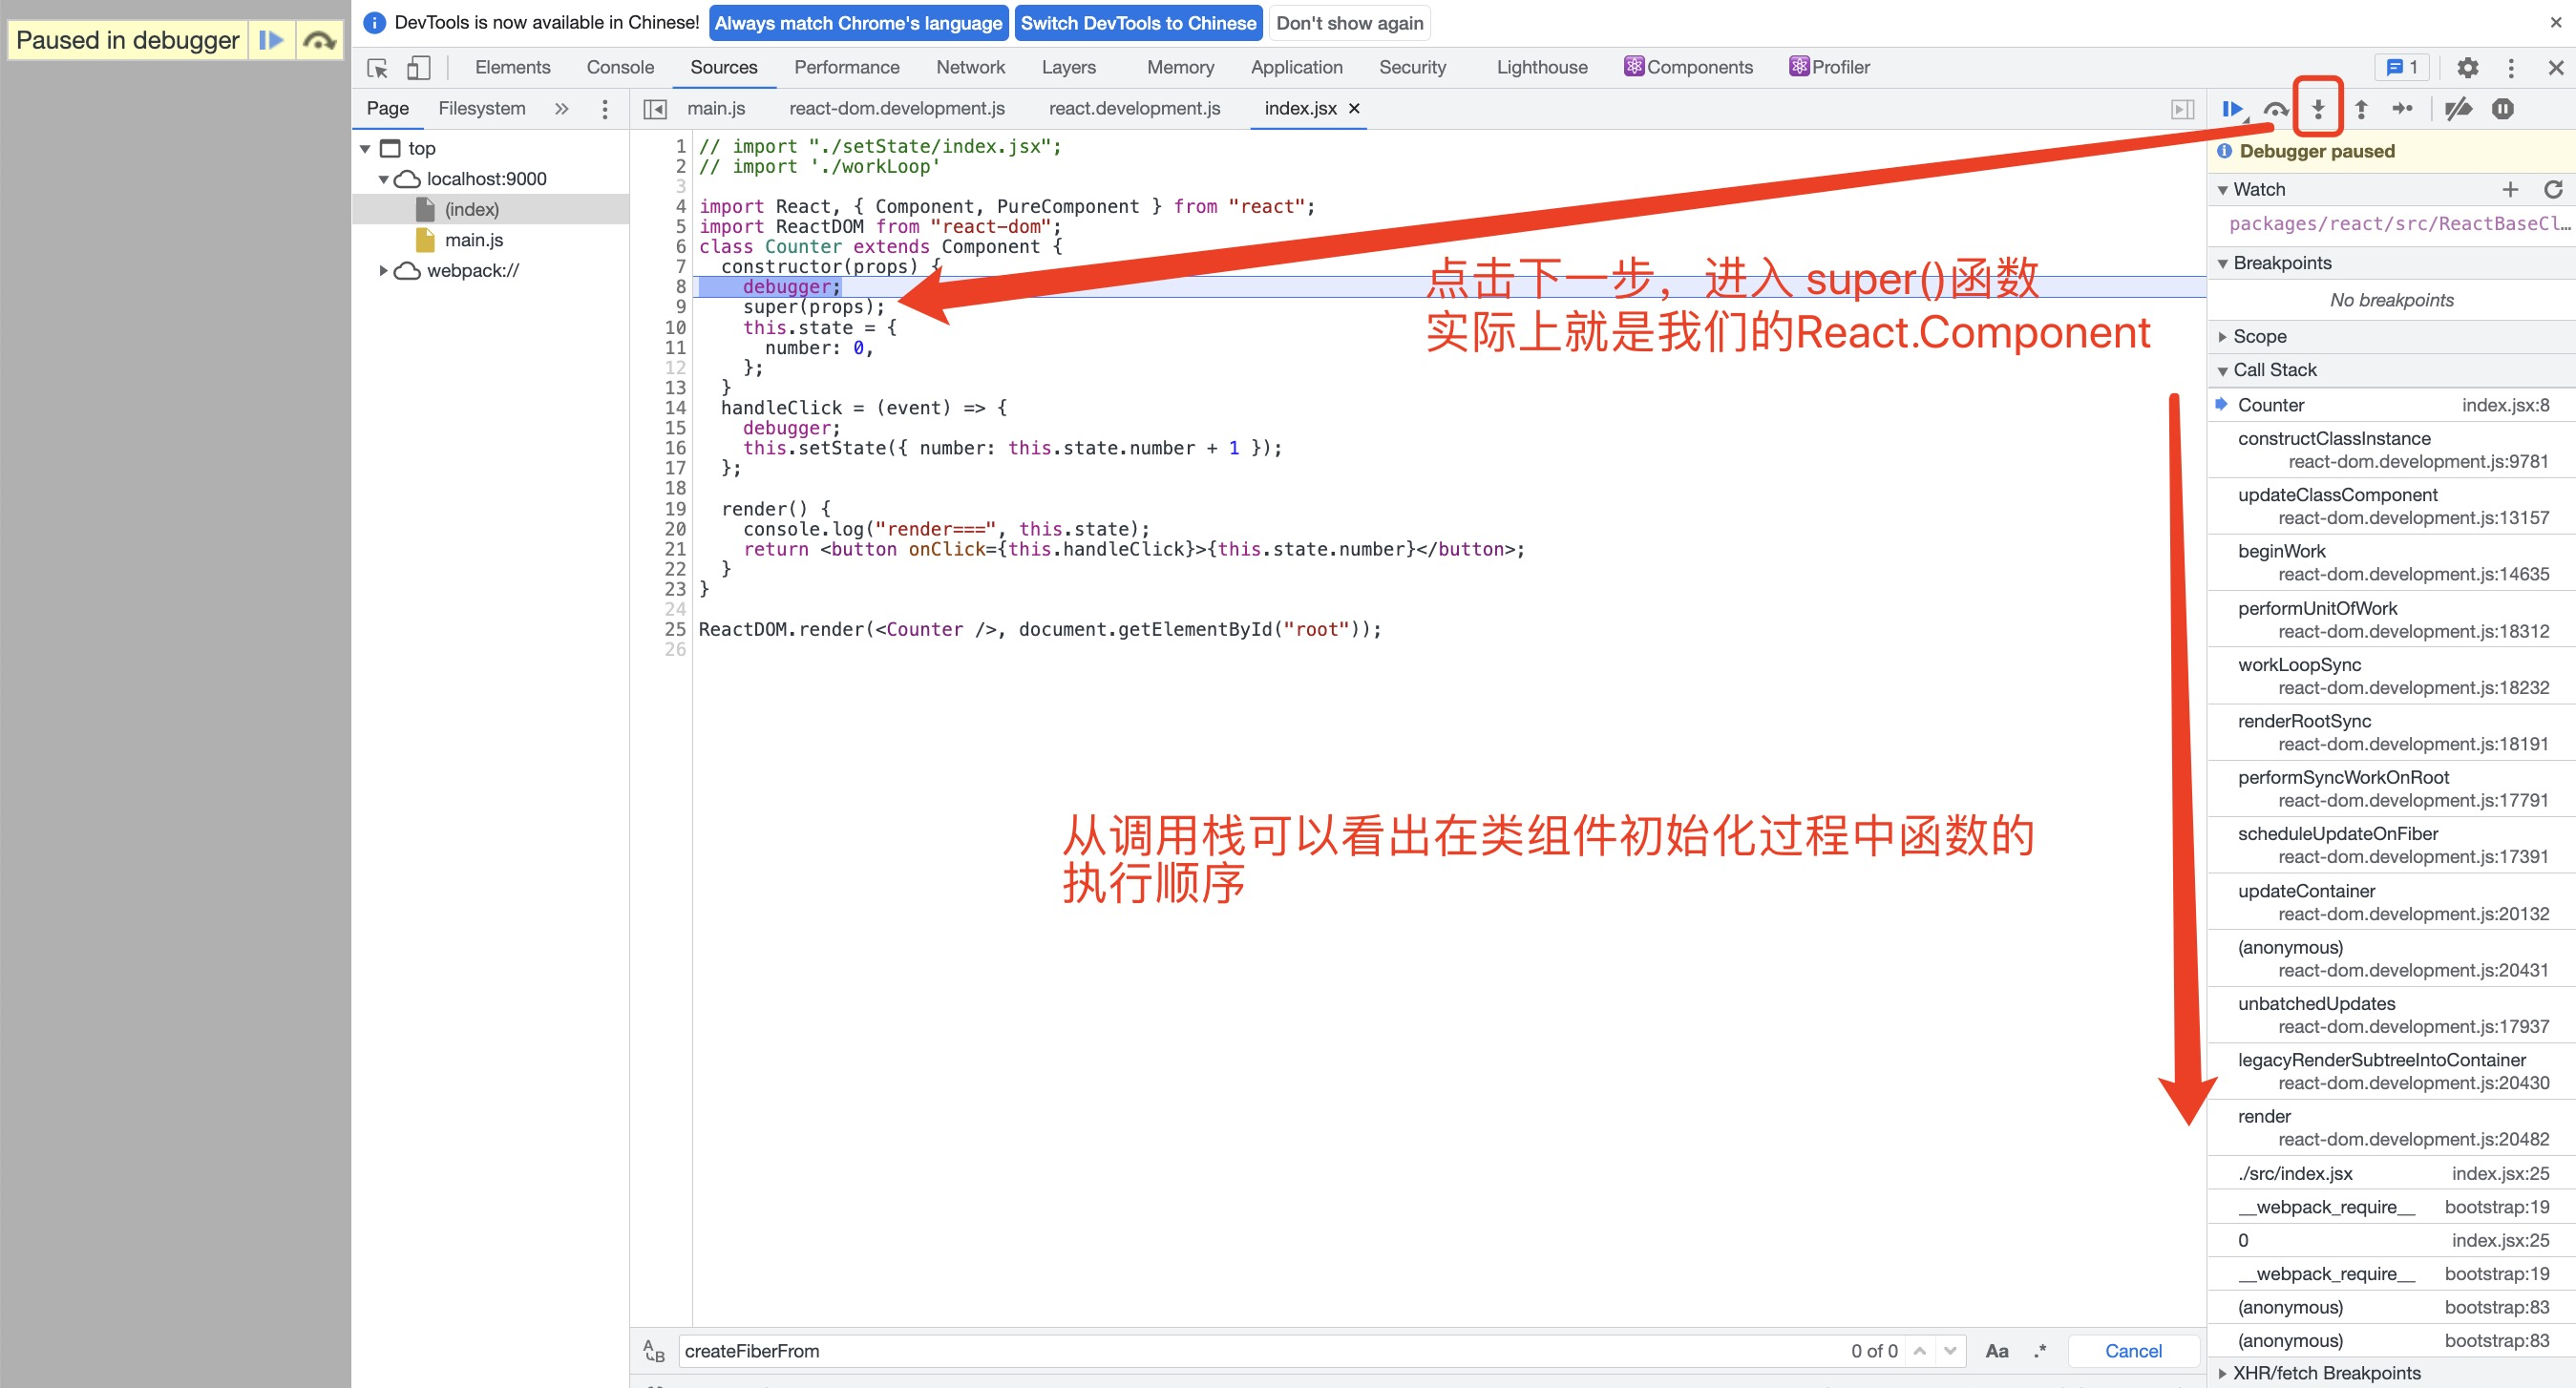 Paused in debugger
DevTools is now available in Chinese! Always match Chrome's language Switch DevTools to Chinese Don't show again
Elements Console Sources Performance Network Layers Memory Application Security Lighthouse Components Profiler 1
Page Filesystem
main.js react-dom.development.js react.development.js index.jsx
top
localhost:9000
(index)
main.js
webpack://
1 // import "./setState/index.jsx";
2 // import './workLoop'
3
4 import React, { Component, PureComponent } from "react";
5 import ReactDOM from "react-dom";
6 class Counter extends Component {
7 constructor(props) {
8 debugger;
9 super(props);
10 this.state = {
11 number: 0,
12 };
13 }
14 handleClick = (event) => {
15 debugger;
16 this.setState({ number: this.state.number + 1 });
17 };
18
19 render() {
20 console.log("render===", this.state);
21 return <button onClick={this.handleClick}>{this.state.number}</button>;
22 }
23 }
24
25 ReactDOM.render(<Counter />, document.getElementById("root"));
26
点击下一步，进入 super()函数
实际上就是我们的React.Component
从调用栈可以看出在类组件初始化过程中函数的
执行顺序
createFiberFrom 0 of 0 Aa .* Cancel
Debugger paused
Watch
packages/react/src/ReactBaseCl…
Breakpoints
No breakpoints
Scope
Call Stack
Counter index.jsx:8
constructClassInstance
react-dom.development.js:9781
updateClassComponent
react-dom.development.js:13157
beginWork
react-dom.development.js:14635
performUnitOfWork
react-dom.development.js:18312
workLoopSync
react-dom.development.js:18232
renderRootSync
react-dom.development.js:18191
performSyncWorkOnRoot
react-dom.development.js:17791
scheduleUpdateOnFiber
react-dom.development.js:17391
updateContainer
react-dom.development.js:20132
(anonymous)
react-dom.development.js:20431
unbatchedUpdates
react-dom.development.js:17937
legacyRenderSubtreeIntoContainer
react-dom.development.js:20430
render
react-dom.development.js:20482
./src/index.jsx index.jsx:25
__webpack_require__ bootstrap:19
0 index.jsx:25
__webpack_require__ bootstrap:19
(anonymous) bootstrap:83
(anonymous) bootstrap:83
XHR/fetch Breakpoints